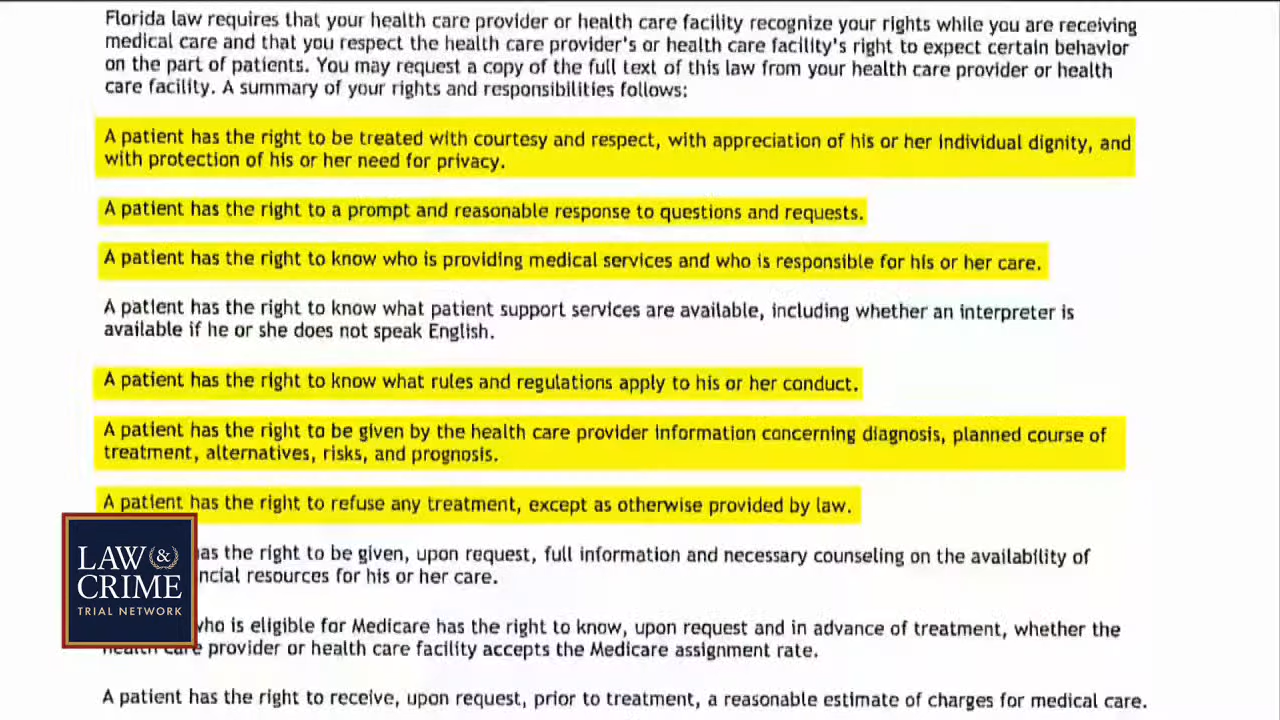 Florida law requires that your health care provider or health care facility recognize your rights while you are receiving
medical care and that you respect the health care provider's or health care facility's right to expect certain behavior
on the part of patients. You may request a copy of the full text of this law from your health care provider or health
care facility. A summary of your rights and responsibilities follows:
A patient has the right to be treated with courtesy and respect, with appreciation of his or her individual dignity, and
with protection of his or her need for privacy.
A patient has the right to a prompt and reasonable response to questions and requests.
A patient has the right to know who is providing medical services and who is responsible for his or her care.
A patient has the right to know what patient support services are available, including whether an interpreter is
available if he or she does not speak English.
A patient has the right to know what rules and regulations apply to his or her conduct.
A patient has the right to be given by the health care provider information concerning diagnosis, planned course of
treatment, alternatives, risks, and prognosis.
A patient has the right to refuse any treatment, except as otherwise provided by law.
has the right to be given, upon request, full information and necessary counseling on the availability of
resources for his or her care.
who is eligible for Medicare has the right to know, upon request and in advance of treatment, whether the
health care provider or health care facility accepts the Medicare assignment rate.
A patient has the right to receive, upon request, prior to treatment, a reasonable estimate of charges for medical care.
LAW &
CRIME
TRIAL NETWORK